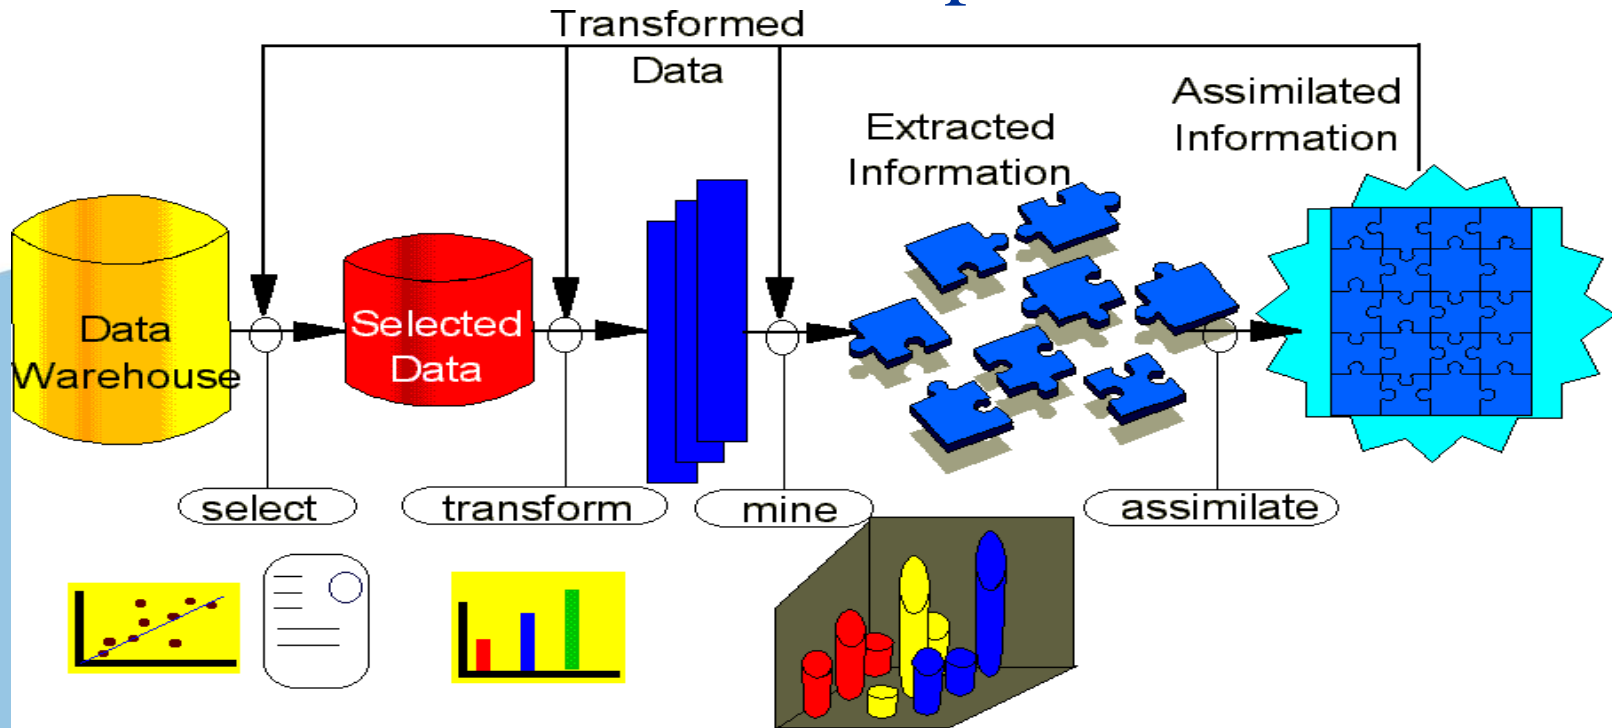 Transformed
Data
Assimilated
Information
Extracted
Information
Data
Warehouse
Selected
Data
select
transform
mine
assimilate